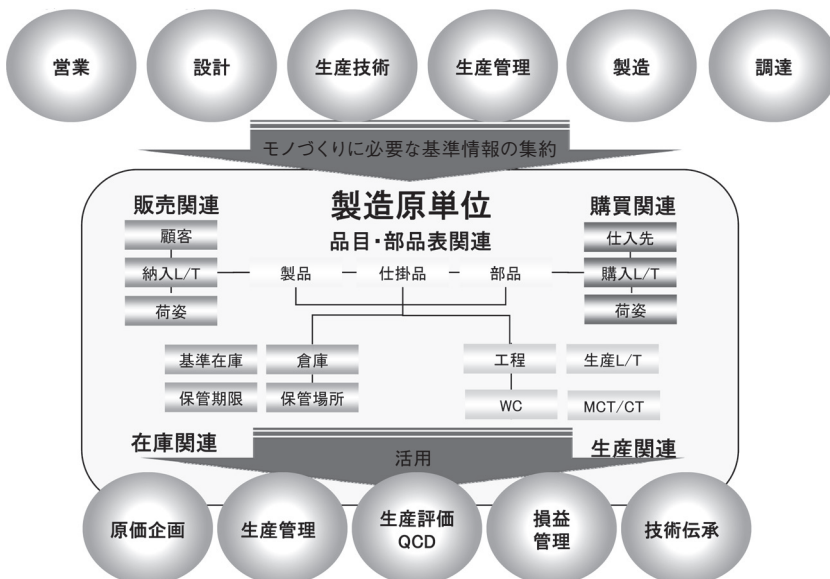 営業
設計
生産技術
生産管理
製造
調達
モノづくりに必要な基準情報の集約
製造原単位
品目・部品表関連
販売関連
顧客
納入L/T
荷姿
製品
仕掛品
部品
購買関連
仕入先
購入L/T
荷姿
基準在庫
倉庫
保管期限
保管場所
工程
生産L/T
WC
MCT/CT
在庫関連
生産関連
活用
原価企画
生産管理
生産評価
QCD
損益
管理
技術伝承